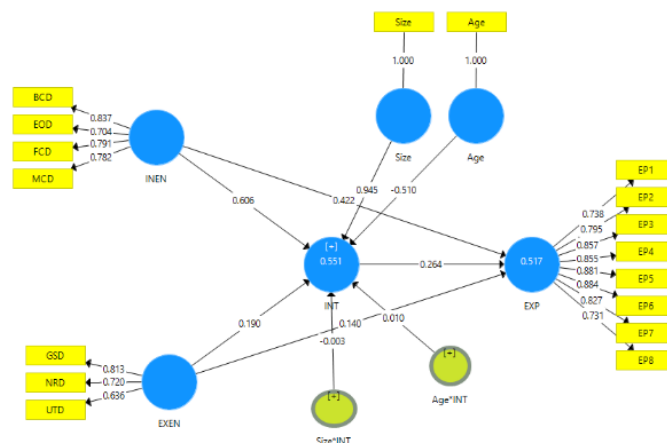 Size
Age
1.000
1.000
BCD
EOD
FCD
MCD
0.837
0.704
0.791
0.782
INEN
Size
Age
EP1
EP2
EP3
EP4
EP5
EP6
EP7
EP8
0.738
0.795
0.857
0.855
0.881
0.884
0.827
0.731
0.606
0.945
-0.510
0.422
[+]
0.551
INT
0.264
0.517
EXP
0.190
0.140
0.010
-0.003
GSD
NRD
UTD
0.813
0.720
0.636
EXEN
[+]
Age*INT
[+]
Size*INT